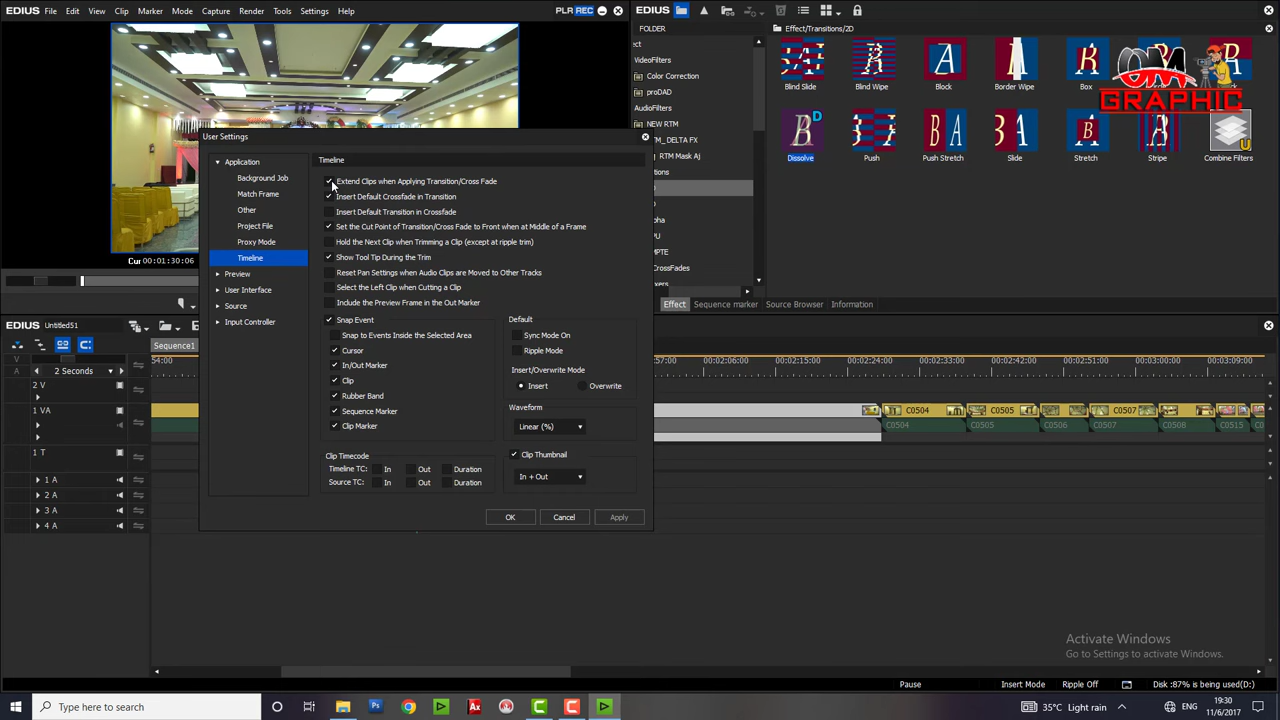 EDIUS File Edit View Clip Marker Mode Capture Render Tools Settings Help PLR REC
Cur 00:01:30:06
EDIUS
FOLDER
Effect/Transitions/2D
VideoFilters
Color Correction
proDAD
AudioFilters
NEW RTM
RTM Mask Aj
CrossFades
Blind Slide Blind Wipe Block Border Wipe Box
D
Dissolve Push Push Stretch Slide Stretch Stripe Combine Filters
U
OM
GRAPHIC
Effect Sequence marker Source Browser Information
User Settings
Application
Background Job
Match Frame
Other
Project File
Proxy Mode
Timeline
Preview
User Interface
Source
Input Controller
Timeline
Extend Clips when Applying Transition/Cross Fade
Insert Default Crossfade in Transition
Insert Default Transition in Crossfade
Set the Cut Point of Transition/Cross Fade to Front when at Middle of a Frame
Hold the Next Clip when Trimming a Clip (except at ripple trim)
Show Tool Tip During the Trim
Reset Pan Settings when Audio Clips are Moved to Other Tracks
Select the Left Clip when Cutting a Clip
Include the Preview Frame in the Out Marker
Snap Event
Snap to Events Inside the Selected Area
Cursor
In/Out Marker
Clip
Rubber Band
Sequence Marker
Clip Marker
Default
Sync Mode On
Ripple Mode
Insert/Overwrite Mode
Insert Overwrite
Waveform
Linear (%)
Clip Timecode
Timeline TC: In Out Duration
Source TC: In Out Duration
Clip Thumbnail
In + Out
OK Cancel Apply
EDIUS Untitled51
Sequence1
V
A
2 Seconds
54:00 57:00 00:02:06:00 00:02:15:00 00:02:24:00 00:02:33:00 00:02:42:00 00:02:51:00 00:03:00:00 00:03:09:00
2 V
1 VA
1 T
1 A
2 A
3 A
4 A
C0504 C0505 C0507
C0504 C0505 C0506 C0507 C0508 C0515
Activate Windows
Go to Settings to activate Windows.
Pause Insert Mode Ripple Off Disk :87% is being used(D:)
Type here to search
35°C Light rain ENG 19:30
11/6/2017